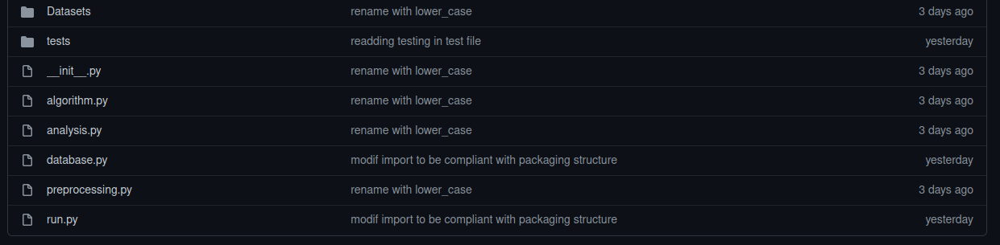 Datasets rename with lower_case 3 days ago
tests readding testing in test file yesterday
__init__.py rename with lower_case 3 days ago
algorithm.py rename with lower_case 3 days ago
analysis.py rename with lower_case 3 days ago
database.py modif import to be compliant with packaging structure yesterday
preprocessing.py rename with lower_case 3 days ago
run.py modif import to be compliant with packaging structure yesterday